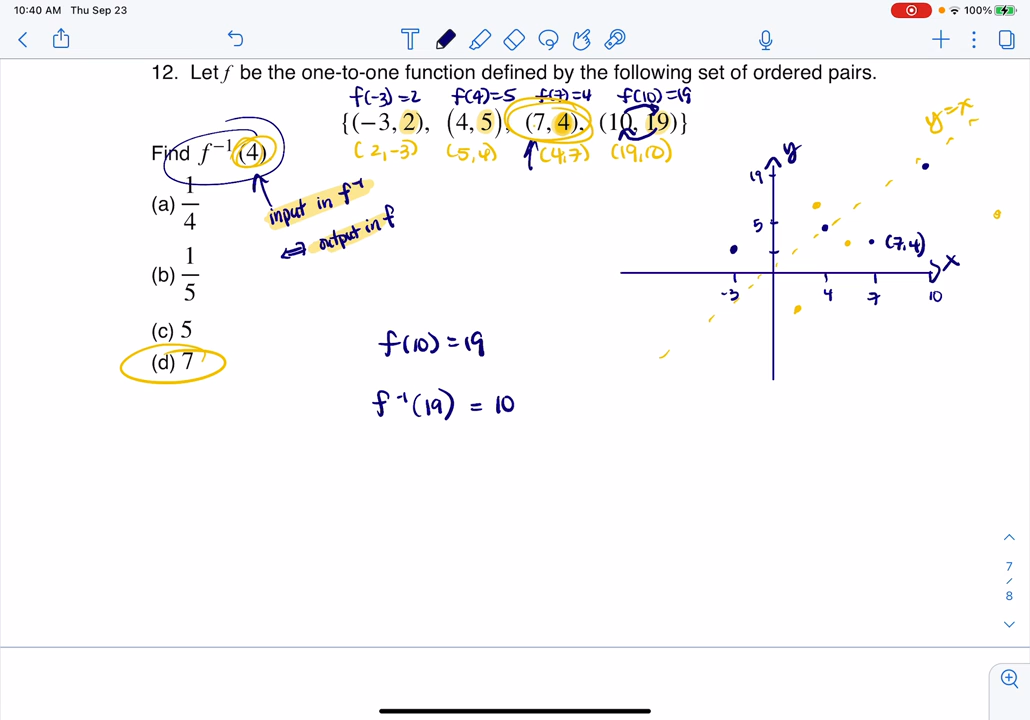 10:40 AM Thu Sep 23
100%
12. Let f be the one-to-one function defined by the following set of ordered pairs.
f(-3)=2 f(4)=5 f(7)=4 f(10)=19
{(−3, 2), (4, 5), (7, 4), (10, 19)}
(2,-3) (5,4) (4,7) (19,10)
Find f⁻¹(4)
(a) 1/4
(b) 1/5
(c) 5
(d) 7
input in f⁻¹
⟺ output in f
f(10) = 19
f⁻¹(19) = 10
y=x
y
19
5
(7,4)
x
-3 4 7 10
7
/
8